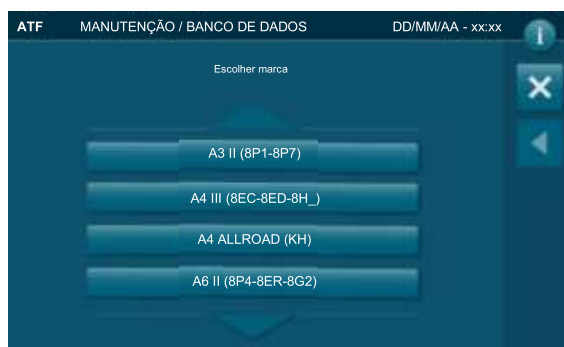 ATF MANUTENÇÃO / BANCO DE DADOS DD/MM/AA - xx:xx
Escolher marca
A3 II (8P1-8P7)
A4 III (8EC-8ED-8H_)
A4 ALLROAD (KH)
A6 II (8P4-8ER-8G2)